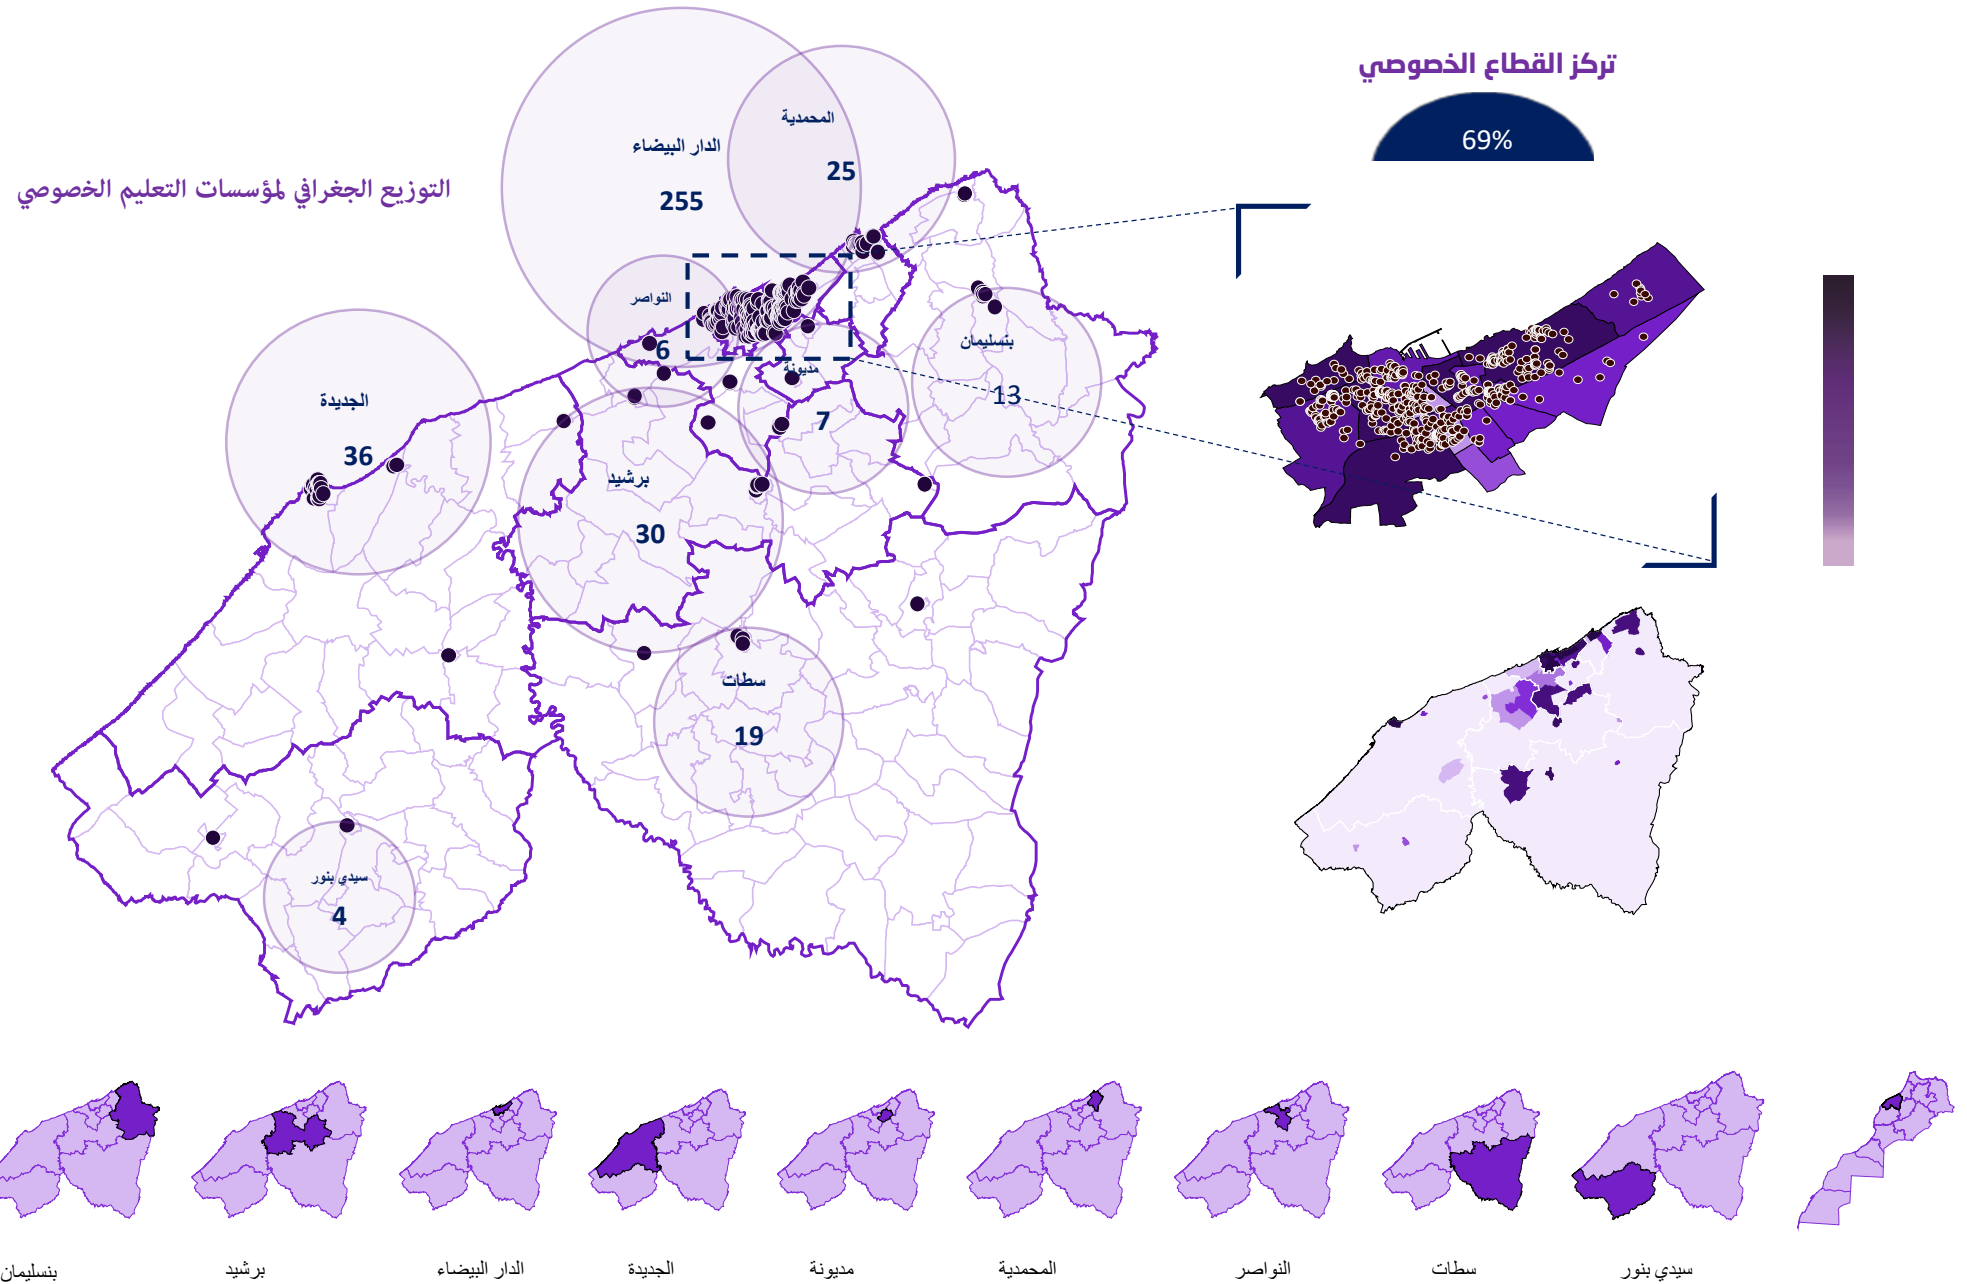 تركز القطاع الخصوصي
69%
التوزيع الجغرافي لمؤسسات التعليم الخصوصي
المحمدية
25
الدار البيضاء
255
النواصر
6
بنسليمان
13
مديونة
7
الجديدة
36
برشيد
30
سطات
19
سيدي بنور
4
سيدي بنور
سطات
النواصر
المحمدية
مديونة
الجديدة
الدار البيضاء
برشيد
بنسليمان